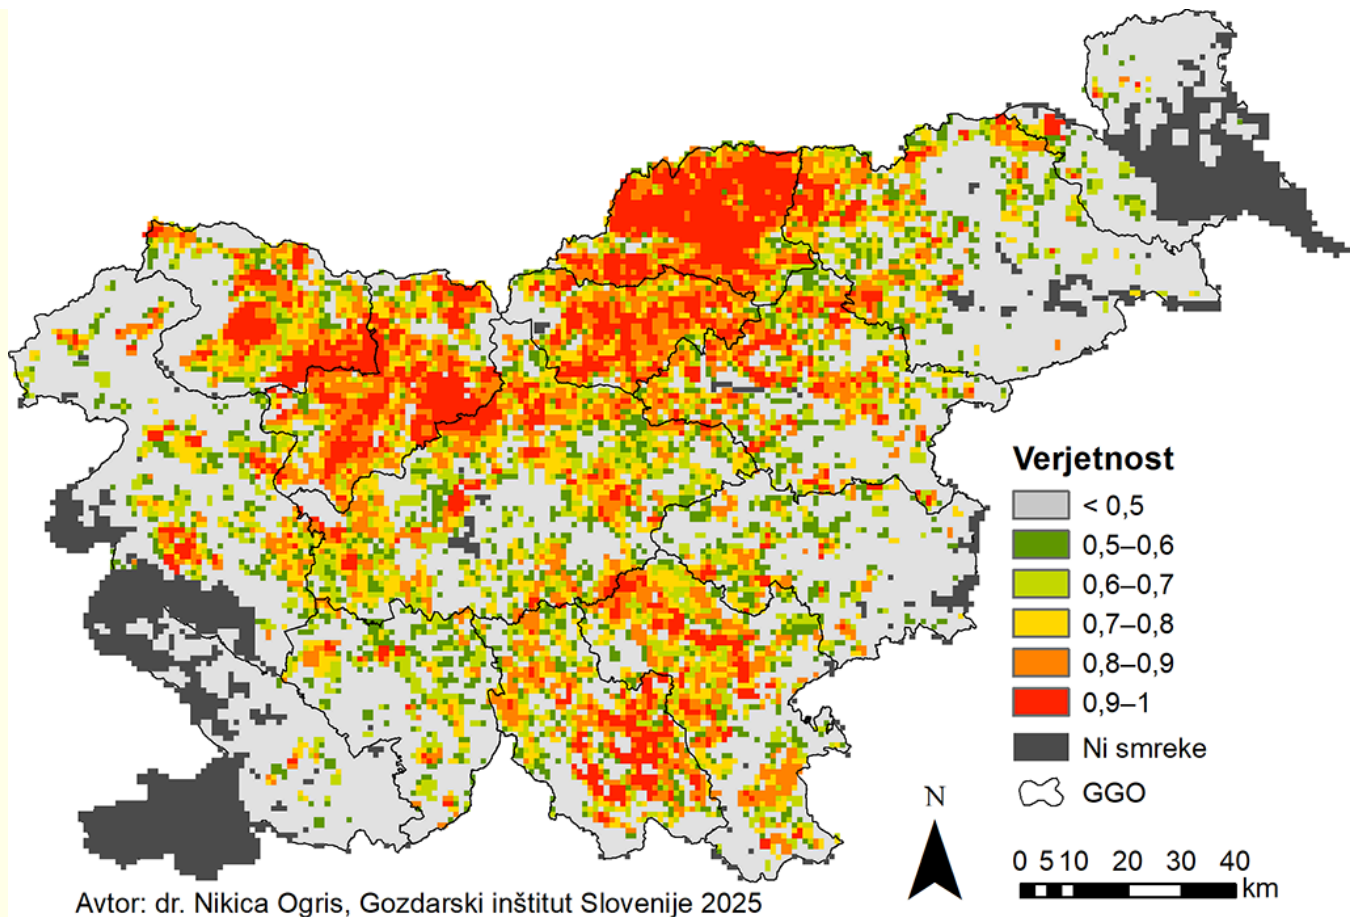 Verjetnost
< 0,5
0,5–0,6
0,6–0,7
0,7–0,8
0,8–0,9
0,9–1
Ni smreke
GGO
N
0 5 10 20 30 40
km
Avtor: dr. Nikica Ogris, Gozdarski inštitut Slovenije 2025